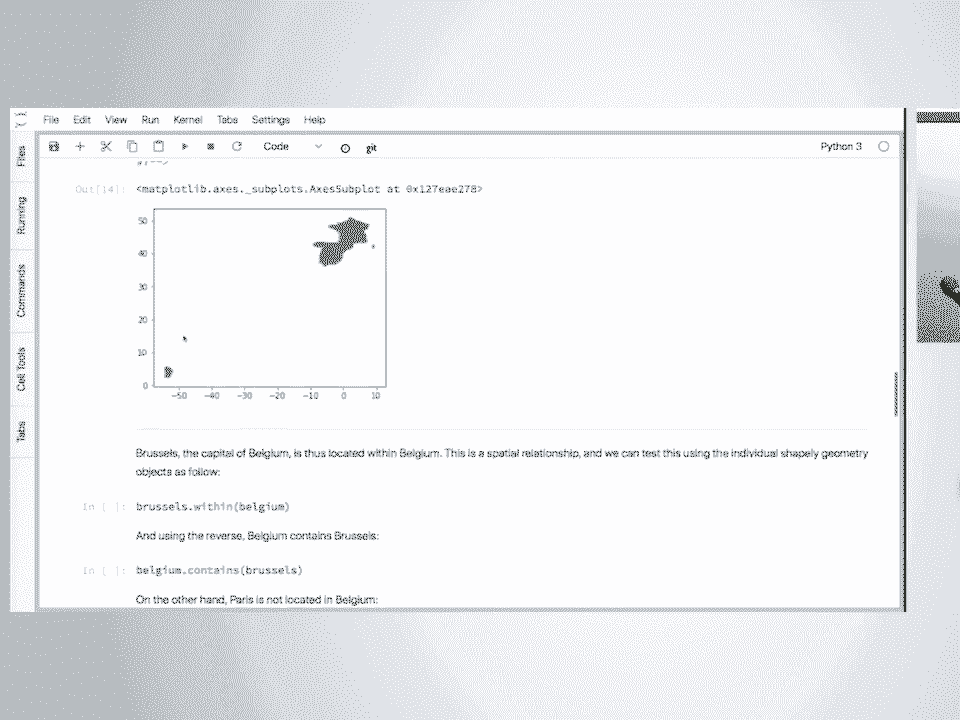 File Edit View Run Kernel Tabs Settings Help
Code git Python 3
Files
Running
Commands
Cell Tools
Tabs
Out[14]: <matplotlib.axes._subplots.AxesSubplot at 0x127eae278>
50
40
30
20
10
0
−50 −40 −30 −20 −10 0 10
Brussels, the capital of Belgium, is thus located within Belgium. This is a spatial relationship, and we can test this using the individual shapely geometry
objects as follow:
In [ ]: brussels.within(belgium)
And using the reverse, Belgium contains Brussels:
In [ ]: belgium.contains(brussels)
On the other hand, Paris is not located in Belgium: